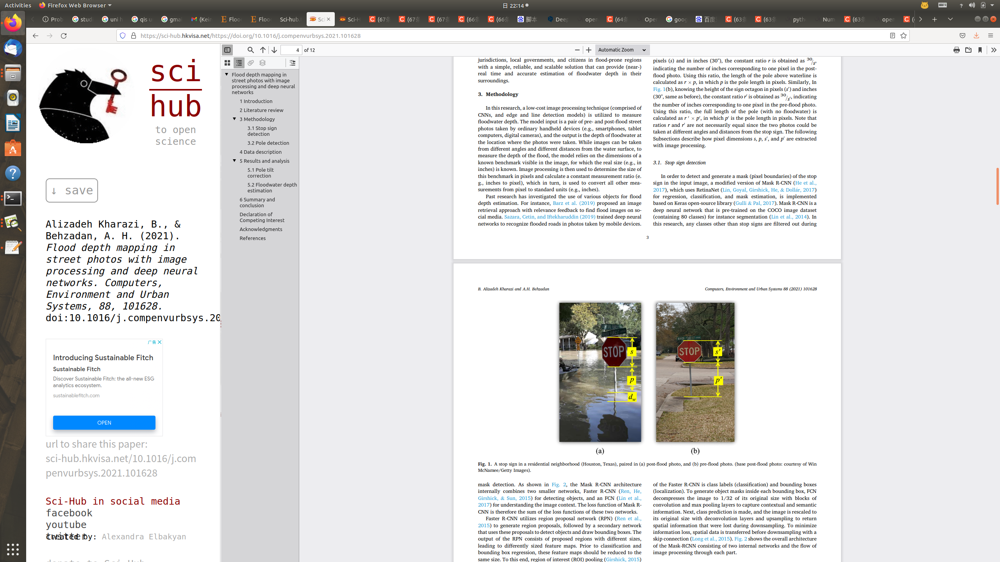 Activities
Firefox Web Browser
日 22:14
Prob
studi
uni h
qis u
gmai
(Kein
Floo
Floo
Sci-hub.
Sci
Sci-H
(67条
(67条
(67条
(66条
(66条
脚本
Deep
open
(64条
Open
goog
百度
(63条
(63条
pyth
Num
(63条
open
https://sci-hub.hkvisa.net/https://doi.org/10.1016/j.compenvurbsys.2021.101628
sci
hub
to open
science
↓ save
Alizadeh Kharazi, B., &
Behzadan, A. H. (2021).
Flood depth mapping in
street photos with image
processing and deep neural
networks. Computers,
Environment and Urban
Systems, 88, 101628.
doi:10.1016/j.compenvurbsys.20
广告
Introducing Sustainable Fitch
Sustainable Fitch
Discover Sustainable Fitch: the all-new ESG
analytics ecosystem.
sustainablefitch.com
OPEN
url to share this paper:
sci-hub.hkvisa.net/10.1016/j.com
penvurbsys.2021.101628
Sci-Hub in social media
facebook
youtube
twitter
created by: Alexandra Elbakyan
donate to Sci-Hub
4 of 12
Automatic Zoom
Flood depth mapping in
street photos with image
processing and deep neural
networks
1 Introduction
2 Literature review
3 Methodology
3.1 Stop sign
detection
3.2 Pole detection
4 Data description
5 Results and analysis
5.1 Pole tilt
correction
5.2 Floodwater depth
estimation
6 Summary and
conclusion
Declaration of
Competing Interest
Acknowledgments
References
jurisdictions, local governments, and citizens in flood-prone regions
with a simple, reliable, and scalable solution that can provide (near-)
real time and accurate estimation of floodwater depth in their
surroundings.
3. Methodology
In this research, a low-cost image processing technique (comprised of
CNNs, and edge and line detection models) is utilized to measure
floodwater depth. The model input is a pair of pre- and post-flood street
photos taken by ordinary handheld devices (e.g., smartphones, tablet
computers, digital cameras), and the output is the depth of floodwater at
the location where the photos were taken. While images can be taken
from different angles and different distances from the water surface, to
measure the depth of the flood, the model relies on the dimensions of a
known benchmark visible in the image, for which the real size (e.g., in
inches) is known. Image processing is then used to determine the size of
this benchmark in pixels and calculate a constant measurement ratio (e.
g., inches to pixel), which in turn, is used to convert all other mea-
surements from pixel to standard units (e.g., inches).
Past research has investigated the use of various objects for flood
depth estimation. For instance, Barz et al. (2019) proposed an image
retrieval approach with relevance feedback to find flood images on so-
cial media. Sazara, Cetin, and Iftekharuddin (2019) trained deep neural
networks to recognize flooded roads in photos taken by mobile devices.
pixels (s) and in inches (30"), the constant ratio r is obtained as 30/s,
indicating the number of inches corresponding to one pixel in the post-
flood photo. Using this ratio, the length of the pole above waterline is
calculated as r × p, in which p is the pole length in pixels. Similarly, In
Fig. 1(b), knowing the height of the sign octagon in pixels (s′) and inches
(30", same as before), the constant ratio r′ is obtained as 30/s′, indicating
the number of inches corresponding to one pixel in the pre-flood photo.
Using this ratio, the full length of the pole (with no floodwater) is
calculated as r ′ × p′, in which p′ is the pole length in pixels. Note that
ratios r and r′ are not necessarily equal since the two photos could be
taken at different angles and distances from the stop sign. The following
Subsections describe how pixel dimensions s, p, s′, and p′ are extracted
with image processing.
3.1. Stop sign detection
In order to detect and generate a mask (pixel boundaries) of the stop
sign in the input image, a modified version of Mask R-CNN (He et al.,
2017), which uses RetinaNet (Lin, Goyal, Girshick, He, & Dollár, 2017)
for regression, classification, and mask estimation, is implemented
based on Keras open-source library (Gulli & Pal, 2017). Mask R-CNN is a
deep neural network that is pre-trained on the COCO image dataset
(containing 80 classes) for instance segmentation (Lin et al., 2014). In
this research, any classes other than stop signs are filtered out during
3
B. Alizadeh Kharazi and A.H. Behzadan
Computers, Environment and Urban Systems 88 (2021) 101628
RIVER FOREST
STOP
s
p
dw
RIVER FOREST
STOP
s′
p′
(a)
(b)
Fig. 1. A stop sign in a residential neighborhood (Houston, Texas), paired in (a) post-flood photo, and (b) pre-flood photo. (base post-flood photo: courtesy of Win
McNamee/Getty Images).
mask detection. As shown in Fig. 2, the Mask R-CNN architecture
internally combines two smaller networks, Faster R-CNN (Ren, He,
Girshick, & Sun, 2015) for detecting objects, and an FCN (Lin et al.,
2017) for understanding the image context. The loss function of Mask R-
CNN is therefore the sum of the loss functions of these two networks.
Faster R-CNN utilizes region proposal network (RPN) (Ren et al.,
2015) to generate region proposals, followed by a secondary network
that uses these proposals to detect objects and draw bounding boxes. The
output of the RPN consists of proposed regions with different sizes,
leading to differently sized feature maps. Prior to classification and
bounding box regression, these feature maps should be reduced to the
same size. To this end, region of interest (ROI) pooling (Girshick, 2015)
of the Faster R-CNN is class labels (classification) and bounding boxes
(localization). To generate object masks inside each bounding box, FCN
decompresses the image to 1/32 of its original size with blocks of
convolution and max pooling layers to capture contextual and semantic
information. Next, class prediction is made, and the image is rescaled to
its original size with deconvolution layers and upsampling to return
spatial information that were lost during downsampling. To minimize
information loss, spatial data is transferred before downsampling with a
skip connection (Long et al., 2015). Fig. 2 shows the overall architecture
of the Mask-RCNN consisting of two internal networks and the flow of
image processing through each part.